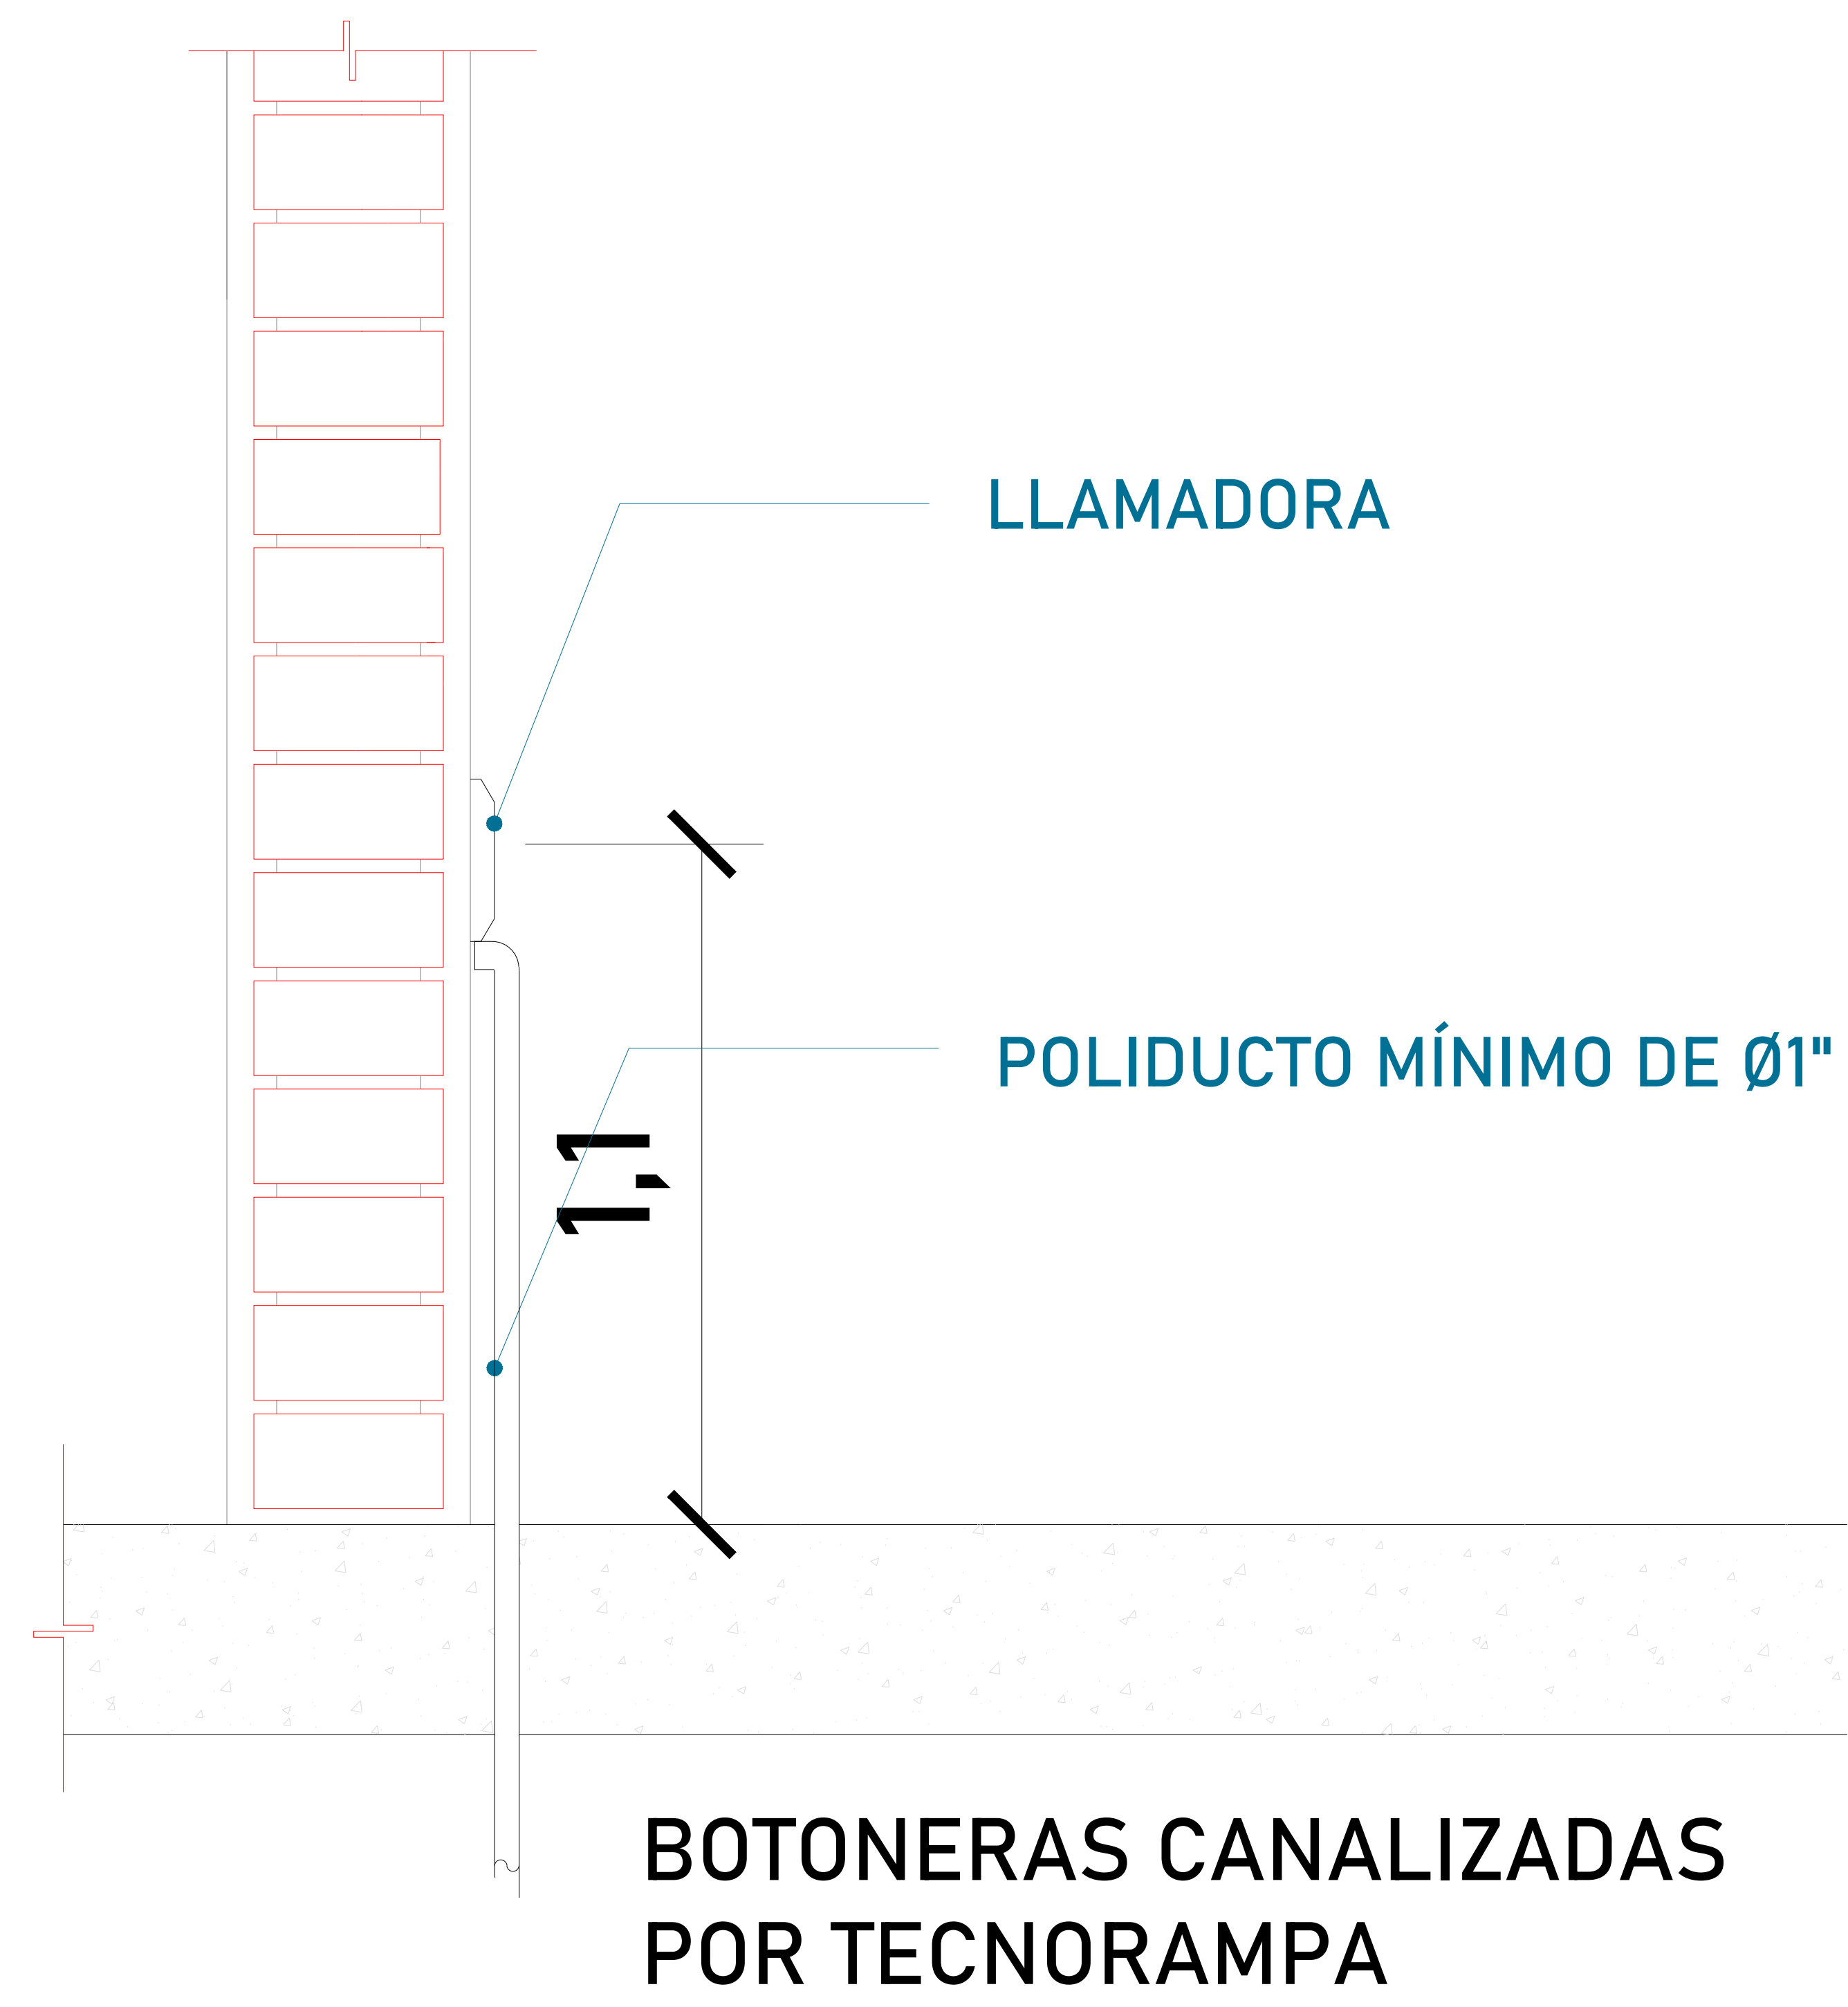 LLAMADORA
POLIDUCTO MÍNIMO DE Ø1"
1,1
BOTONERAS CANALIZADAS
POR TECNORAMPA